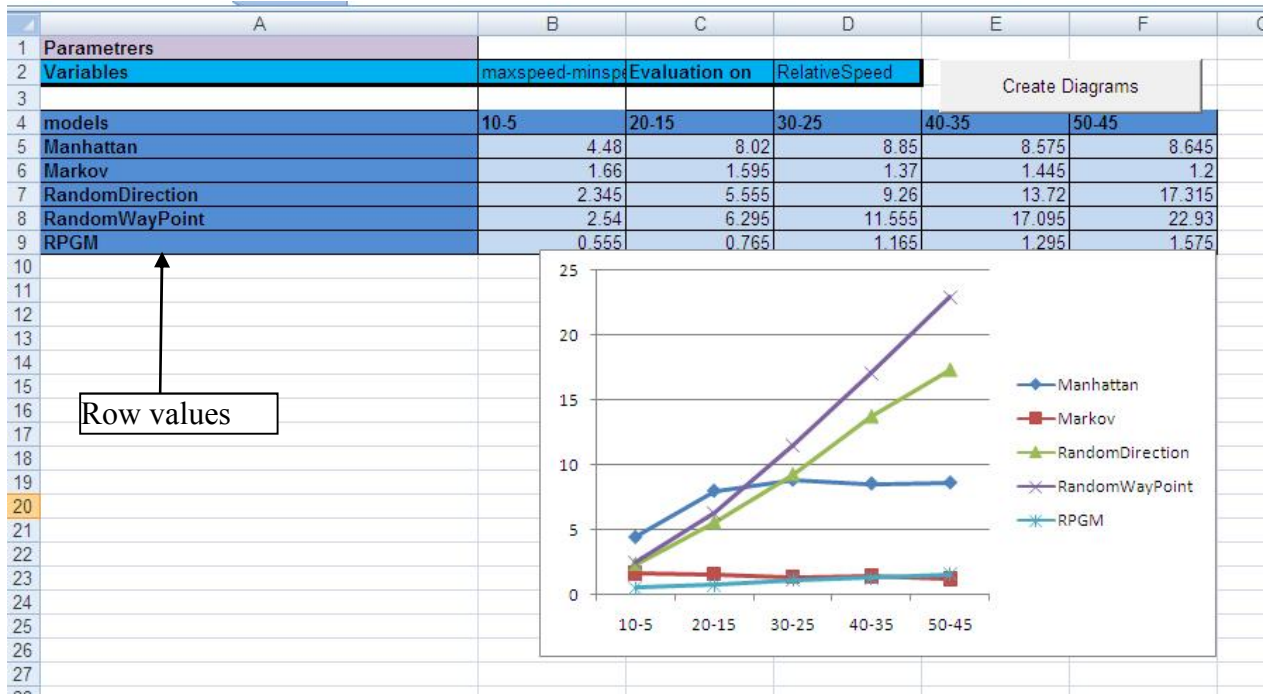 A B C D E F
1 Parametrers
2 Variables maxspeed-minspe Evaluation on RelativeSpeed
Create Diagrams
3
4 models 10-5 20-15 30-25 40-35 50-45
5 Manhattan 4.48 8.02 8.85 8.575 8.645
6 Markov 1.66 1.595 1.37 1.445 1.2
7 RandomDirection 2.345 5.555 9.26 13.72 17.315
8 RandomWayPoint 2.54 6.295 11.555 17.095 22.93
9 RPGM 0.555 0.765 1.165 1.295 1.575
10
11
12
13
14
15
16
17
18
19
20
21
22
23
24
25
26
27
Row values
25
20
15
10
5
0
10-5 20-15 30-25 40-35 50-45
Manhattan
Markov
RandomDirection
RandomWayPoint
RPGM